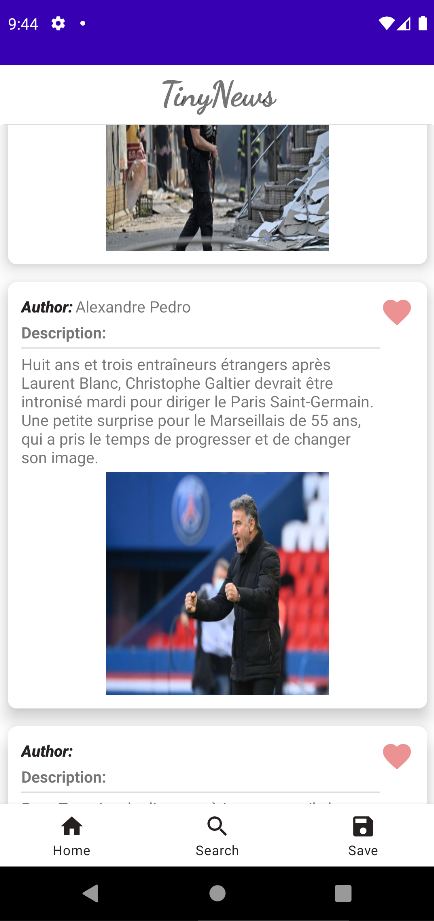 9:44
TinyNews
Author: Alexandre Pedro
Description:
Huit ans et trois entraîneurs étrangers après
Laurent Blanc, Christophe Galtier devrait être
intronisé mardi pour diriger le Paris Saint-Germain.
Une petite surprise pour le Marseillais de 55 ans,
qui a pris le temps de progresser et de changer
son image.
Author:
Description:
Home Search Save